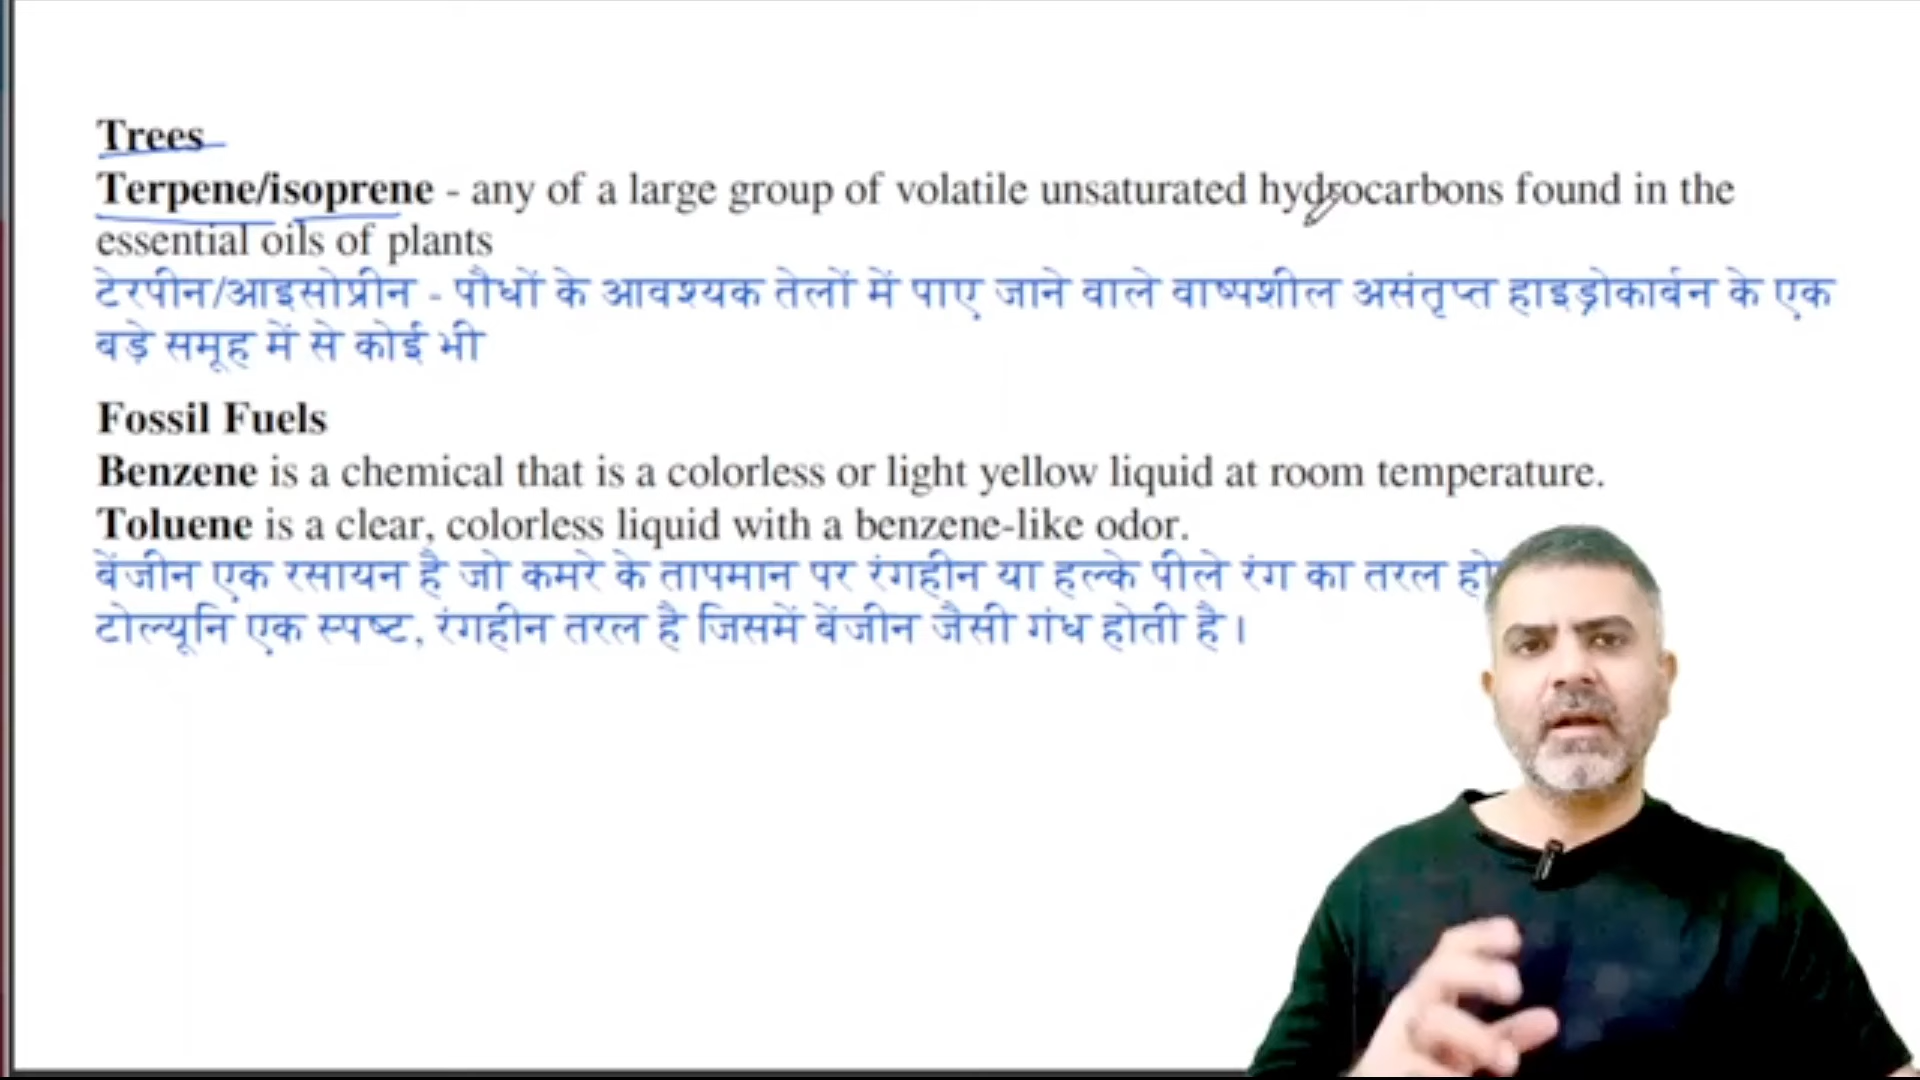 Trees
Terpene/isoprene - any of a large group of volatile unsaturated hydrocarbons found in the
essential oils of plants
टेरपीन/आइसोप्रीन - पौधों के आवश्यक तेलों में पाए जाने वाले वाष्पशील असंतृप्त हाइड्रोकार्बन के एक
बड़े समूह में से कोई भी
Fossil Fuels
Benzene is a chemical that is a colorless or light yellow liquid at room temperature.
Toluene is a clear, colorless liquid with a benzene-like odor.
बेंजीन एक रसायन है जो कमरे के तापमान पर रंगहीन या हल्के पीले रंग का तरल
टोल्यूनि एक स्पष्ट, रंगहीन तरल है जिसमें बेंजीन जैसी गंध होती है।